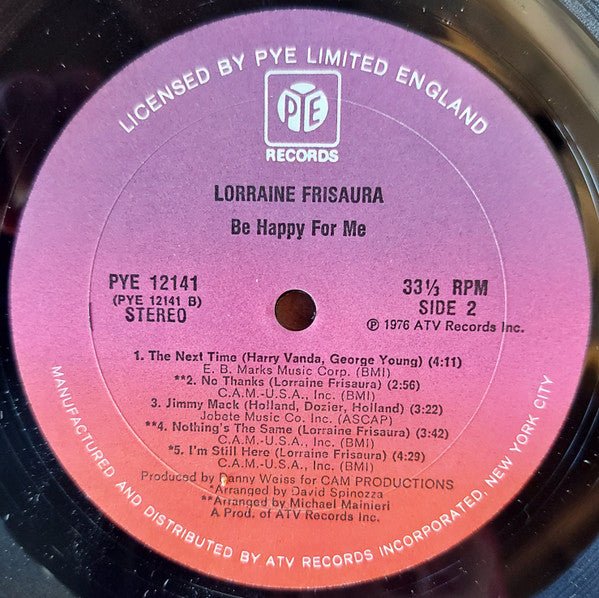 LICENSED BY PYE LIMITED ENGLAND
PYE
RECORDS
LORRAINE FRISAURA
Be Happy For Me
PYE 12141
(PYE 12141 B)
STEREO
33⅓ RPM
SIDE 2
℗ 1976 ATV Records Inc.
1. The Next Time (Harry Vanda, George Young) (4:11)
E. B. Marks Music Corp. (BMI)
**2. No Thanks (Lorraine Frisaura) (2:56)
C.A.M.-U.S.A., Inc. (BMI)
3. Jimmy Mack (Holland, Dozier, Holland) (3:22)
Jobete Music Co. Inc. (ASCAP)
**4. Nothing's The Same (Lorraine Frisaura) (3:42)
C.A.M.-U.S.A., Inc. (BMI)
*5. I'm Still Here (Lorraine Frisaura) (4:29)
C.A.M.-U.S.A., Inc. (BMI)
Produced by Danny Weiss for CAM PRODUCTIONS
*Arranged by David Spinozza
**Arranged by Michael Mainieri
A Prod. of ATV Records Inc.
MANUFACTURED AND DISTRIBUTED BY ATV RECORDS INCORPORATED, NEW YORK CITY